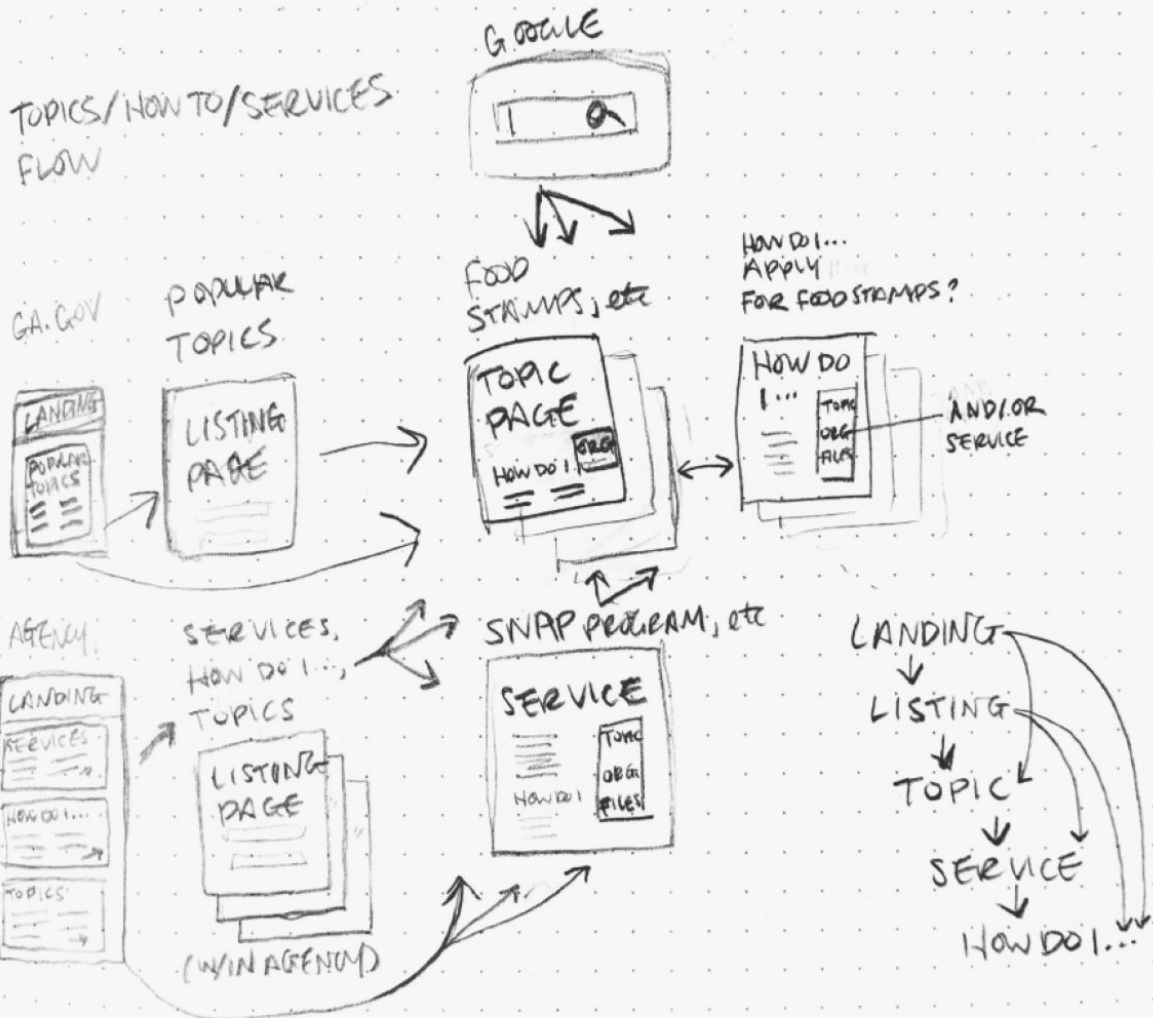 GOOGLE
TOPICS/HOW TO/SERVICES
FLOW
GA.GOV
POPULAR
TOPICS
FOOD
STAMPS, etc
HOW DO I...
APPLY
FOR FOOD STAMPS?
LANDING
POPULAR
TOPICS
LISTING
PAGE
TOPIC
PAGE
ORG
HOW DO I
HOW DO
I...
TOPIC
ORG
FILES
AND/OR
SERVICE
AGENCY
SERVICES,
HOW DO I...,
TOPICS
SNAP PROGRAM, etc
LANDING
SERVICES
HOW DO I...
TOPICS
LISTING
PAGE
(W/IN AGENCY)
SERVICE
HOW DO I
TOPIC
ORG
FILES
LANDING
LISTING
TOPIC
SERVICE
HOW DO I...